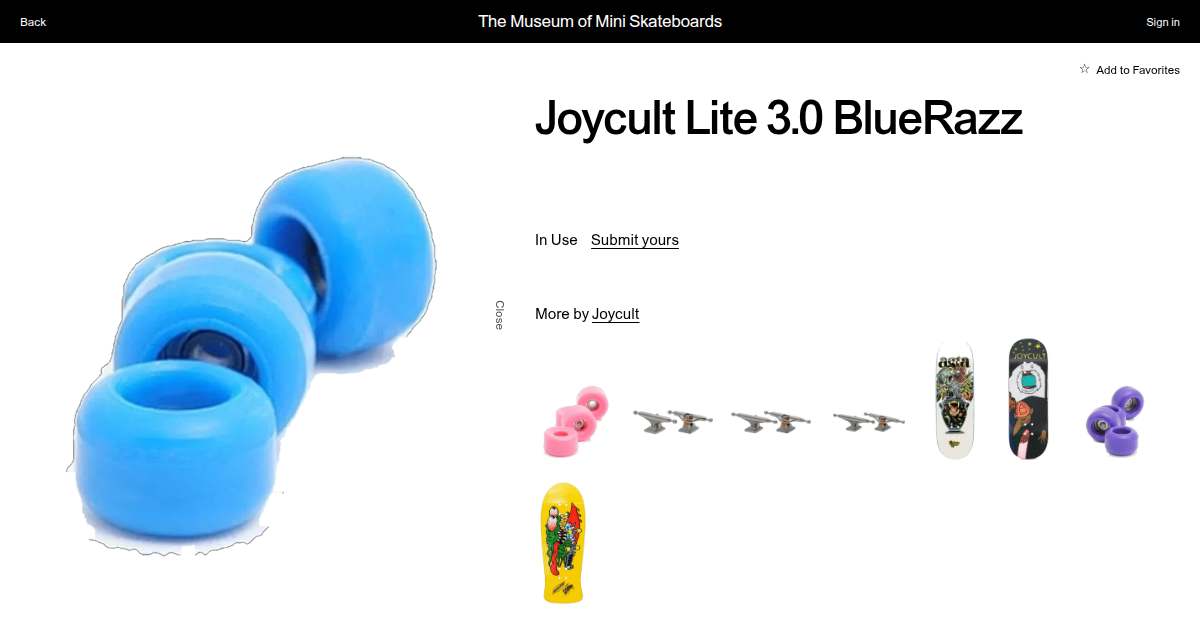 Back
The Museum of Mini Skateboards
Sign in
☆ Add to Favorites
Joycult Lite 3.0 BlueRazz
In Use Submit yours
Close
More by Joycult
JOYCULT